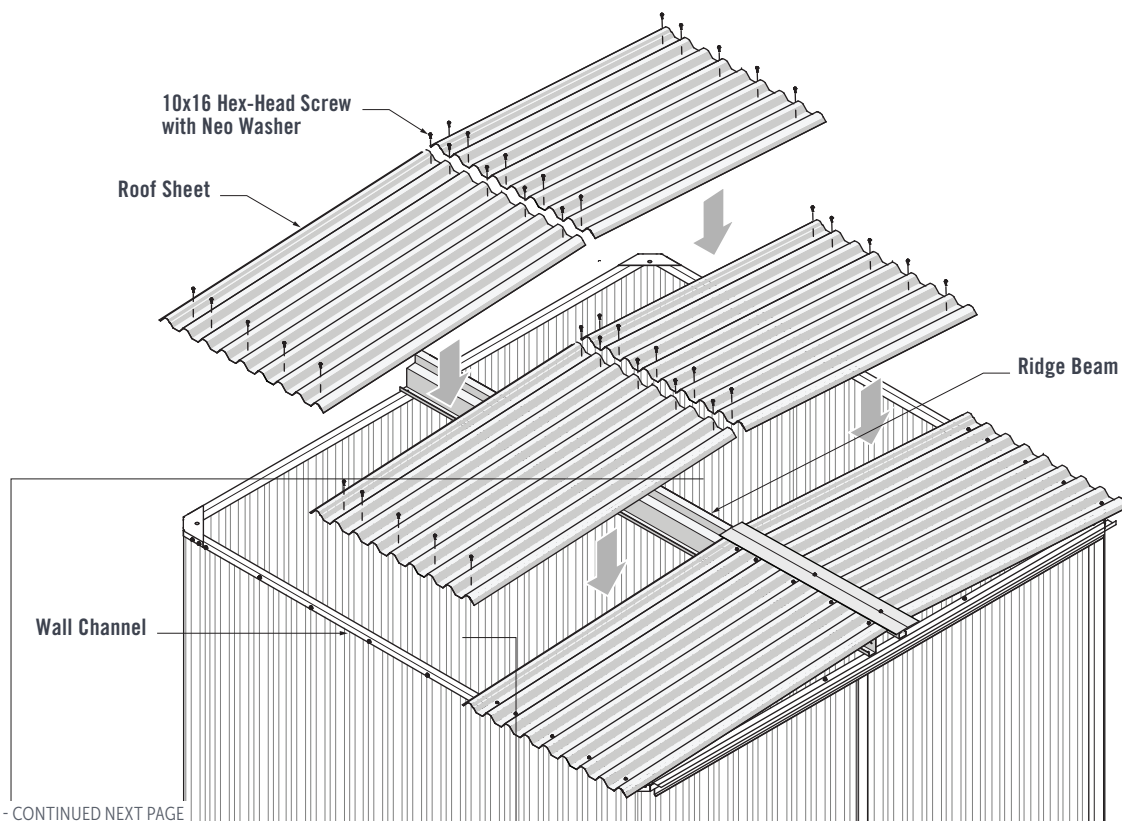 10x16 Hex-Head Screw
with Neo Washer
Roof Sheet
Ridge Beam
Wall Channel
- CONTINUED NEXT PAGE